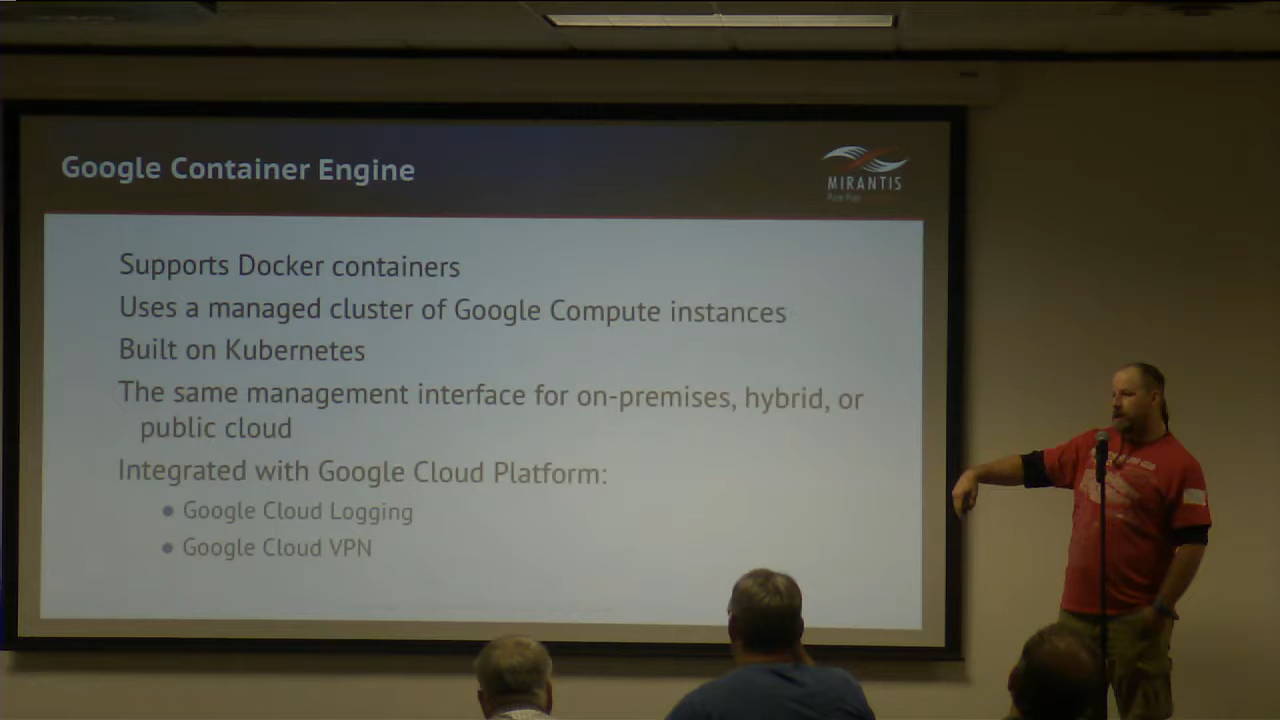 Google Container Engine
MIRANTIS
Supports Docker containers
Uses a managed cluster of Google Compute instances
Built on Kubernetes
The same management interface for on-premises, hybrid, or
public cloud
Integrated with Google Cloud Platform:
• Google Cloud Logging
• Google Cloud VPN